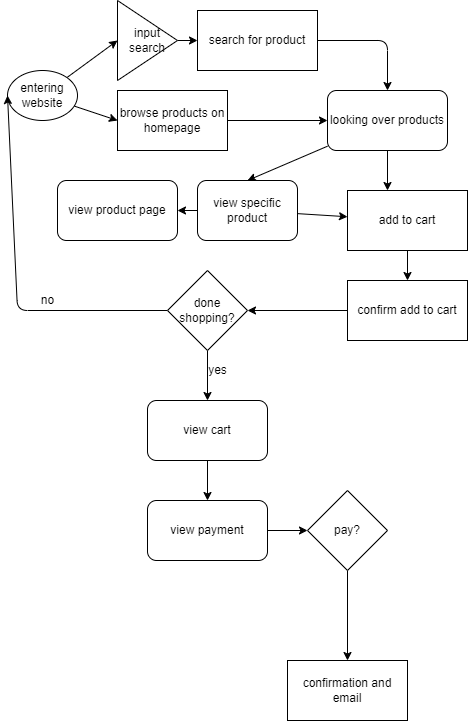 input
search
search for product
entering
website
browse products on
homepage
looking over products
view product page
view specific
product
add to cart
no
done
shopping?
confirm add to cart
yes
view cart
view payment
pay?
confirmation and
email